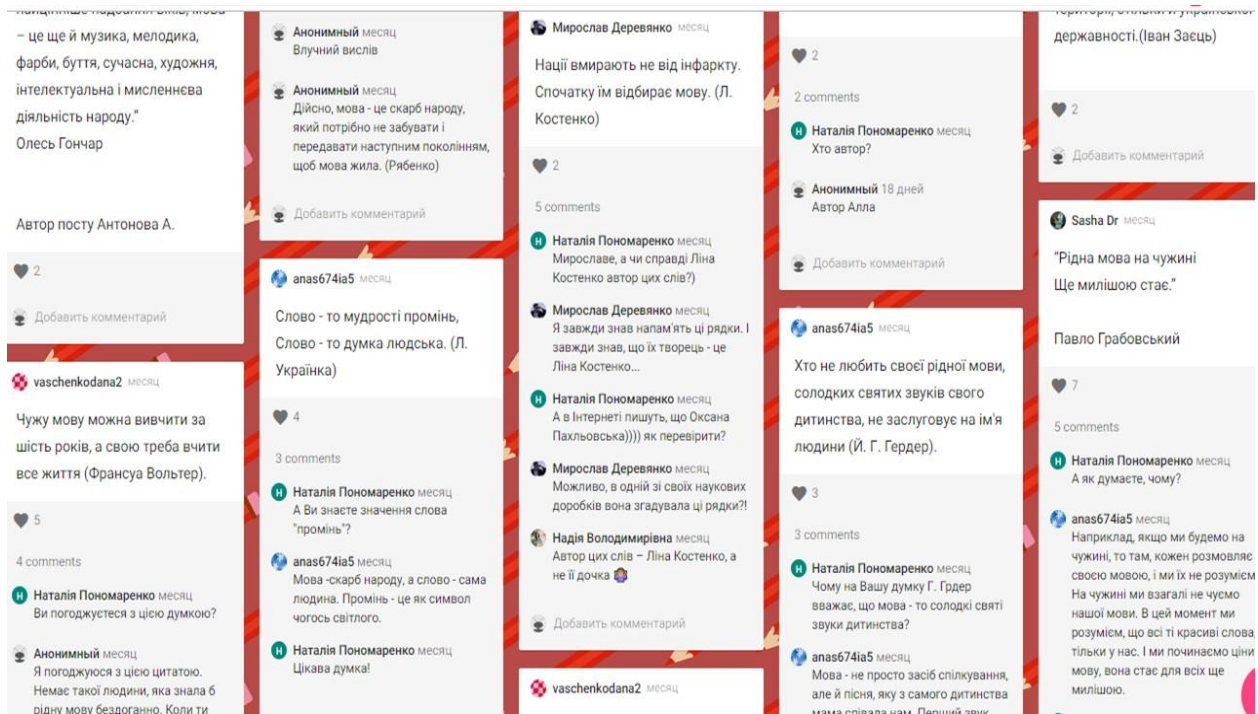 – це ще й музика, мелодика,
фарби, буття, сучасна, художня,
інтелектуальна і мисленнєва
діяльність народу."
Олесь Гончар
Автор посту Антонова А.
2
Добавить комментарий
vaschenkodana2 месяц
Чужу мову можна вивчити за
шість років, а свою треба вчити
все життя (Франсуа Вольтер).
5
4 comments
Наталія Пономаренко месяц
Ви погоджуєтеся з цією думкою?
Анонимный месяц
Я погоджуюся з цією цитатою.
Немає такої людини, яка знала б
рідну мову бездоганно. Коли ти
Анонимный месяц
Влучний вислів
Анонимный месяц
Дійсно, мова - це скарб народу,
який потрібно не забувати і
передавати наступним поколінням,
щоб мова жила. (Рябенко)
Добавить комментарий
anas674ia5 месяц
Слово - то мудрості промінь,
Слово - то думка людська. (Л.
Українка)
4
3 comments
Наталія Пономаренко месяц
А Ви знаєте значення слова
"промінь"?
anas674ia5 месяц
Мова -скарб народу, а слово - сама
людина. Промінь - це як символ
чогось світлого.
Наталія Пономаренко месяц
Цікава думка!
Мирослав Деревянко месяц
Нації вмирають не від інфаркту.
Спочатку їм відбирає мову. (Л.
Костенко)
2
5 comments
Наталія Пономаренко месяц
Мирославе, а чи справді Ліна
Костенко автор цих слів?)
Мирослав Деревянко месяц
Я завжди знав напам'ять ці рядки. І
завжди знав, що їх творець - це
Ліна Костенко...
Наталія Пономаренко месяц
А в Інтернеті пишуть, що Оксана
Пахльовська)))) як перевірити?
Мирослав Деревянко месяц
Можливо, в одній зі своїх наукових
доробків вона згадувала ці рядки?!
Надія Володимирівна месяц
Автор цих слів – Ліна Костенко, а
не її дочка 🤷‍♀️
Добавить комментарий
vaschenkodana2 месяц
2
2 comments
Наталія Пономаренко месяц
Хто автор?
Анонимный 18 дней
Автор Алла
Добавить комментарий
anas674ia5 месяц
Хто не любить своєї рідної мови,
солодких святих звуків свого
дитинства, не заслуговує на ім'я
людини (Й. Г. Гердер).
3
3 comments
Наталія Пономаренко месяц
Чому на Вашу думку Г. Грдер
вважає, що мова - то солодкі святі
звуки дитинства?
anas674ia5 месяц
Мова - не просто засіб спілкування,
але й пісня, яку з самого дитинства
мама співала нам. Перший звук
державності.(Іван Заєць)
2
Добавить комментарий
Sasha Dr месяц
"Рідна мова на чужині
Ще милішою стає."
Павло Грабовський
7
5 comments
Наталія Пономаренко месяц
А як думаєте, чому?
anas674ia5 месяц
Наприклад, якщо ми будемо на
чужині, то там, кожен розмовляє
своєю мовою, і ми їх не розумієм
На чужині ми взагалі не чуємо
нашої мови. В цей момент ми
розумієм, що всі ті красиві слова,
тільки у нас. І ми починаємо ціни
мову, вона стає для всіх ще
милішою.